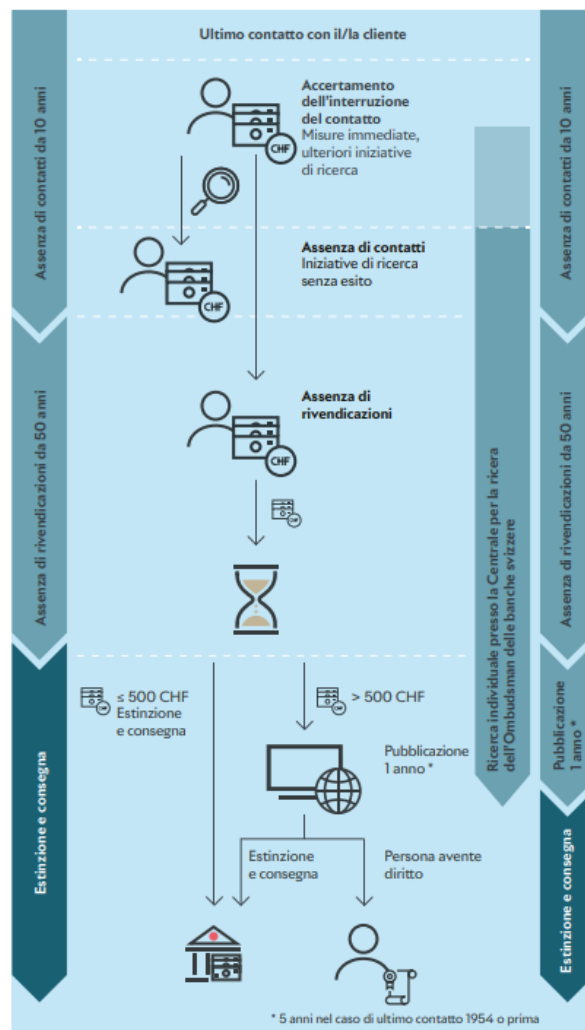 Ultimo contatto con il/la cliente
Assenza di contatti da 10 anni
Accertamento
dell'interruzione
del contatto
Misure immediate,
ulteriori iniziative
di ricerca
CHF
Assenza di contatti da 10 anni
Assenza di contatti
Iniziative di ricerca
senza esito
CHF
Assenza di rivendicazioni da 50 anni
Assenza di
rivendicazioni
CHF
Ricerca individuale presso la Centrale per la ricera
dell'Ombudsman delle banche svizzere
Assenza di rivendicazioni da 50 anni
≤ 500 CHF
Estinzione
e consegna
> 500 CHF
Pubblicazione
1 anno *
Pubblicazione
1 anno *
Estinzione e consegna
Estinzione
e consegna
Persona avente
diritto
Estinzione e consegna
* 5 anni nel caso di ultimo contatto 1954 o prima